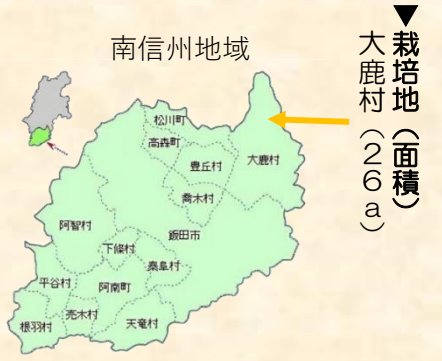 ▼栽培地（面積）
大鹿村（２６ａ）
南信州地域
松川町
高森町
豊丘村
大鹿村
喬木村
阿智村
飯田市
下條村
泰阜村
平谷村
阿南町
売木村
天竜村
根羽村